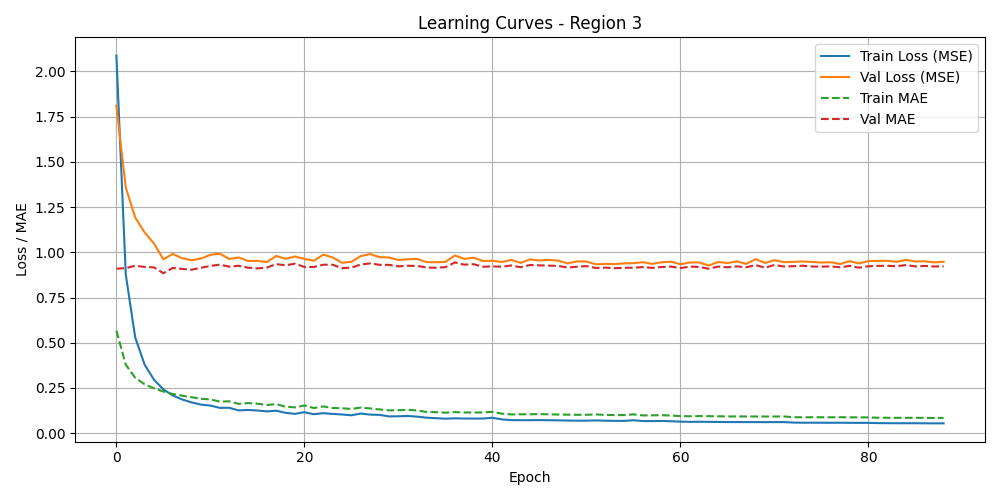 Learning Curves - Region 3
Train Loss (MSE)
Val Loss (MSE)
Train MAE
Val MAE
Loss / MAE
2.00
1.75
1.50
1.25
1.00
0.75
0.50
0.25
0.00
0 20 40 60 80
Epoch